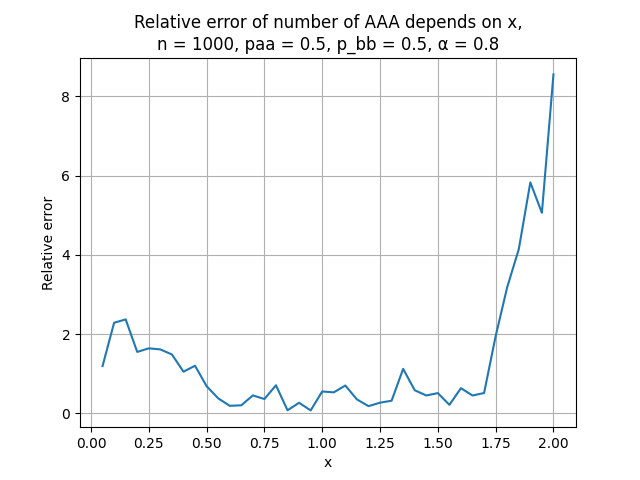 Relative error of number of AAA depends on x,
n = 1000, paa = 0.5, p_bb = 0.5, α = 0.8
8
6
4
2
0
Relative error
0.00 0.25 0.50 0.75 1.00 1.25 1.50 1.75 2.00
x